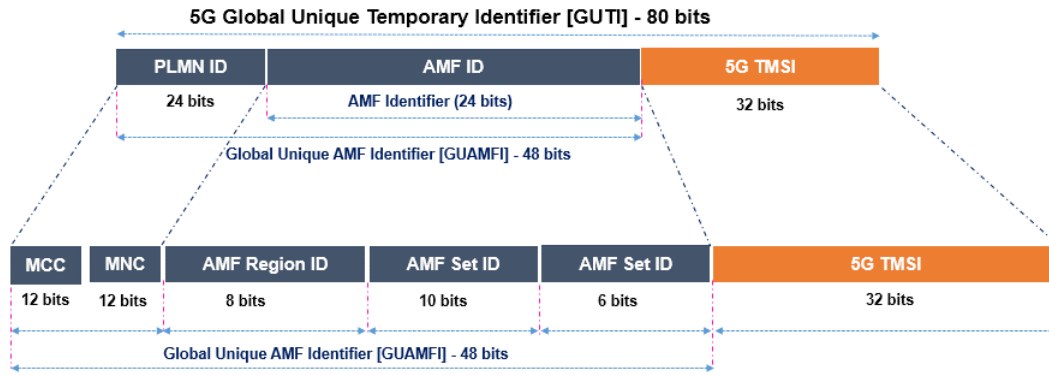 5G Global Unique Temporary Identifier [GUTI] - 80 bits
PLMN ID AMF ID 5G TMSI
24 bits AMF Identifier (24 bits) 32 bits
Global Unique AMF Identifier [GUAMFI] - 48 bits
MCC MNC AMF Region ID AMF Set ID AMF Set ID 5G TMSI
12 bits 12 bits 8 bits 10 bits 6 bits 32 bits
Global Unique AMF Identifier [GUAMFI] - 48 bits